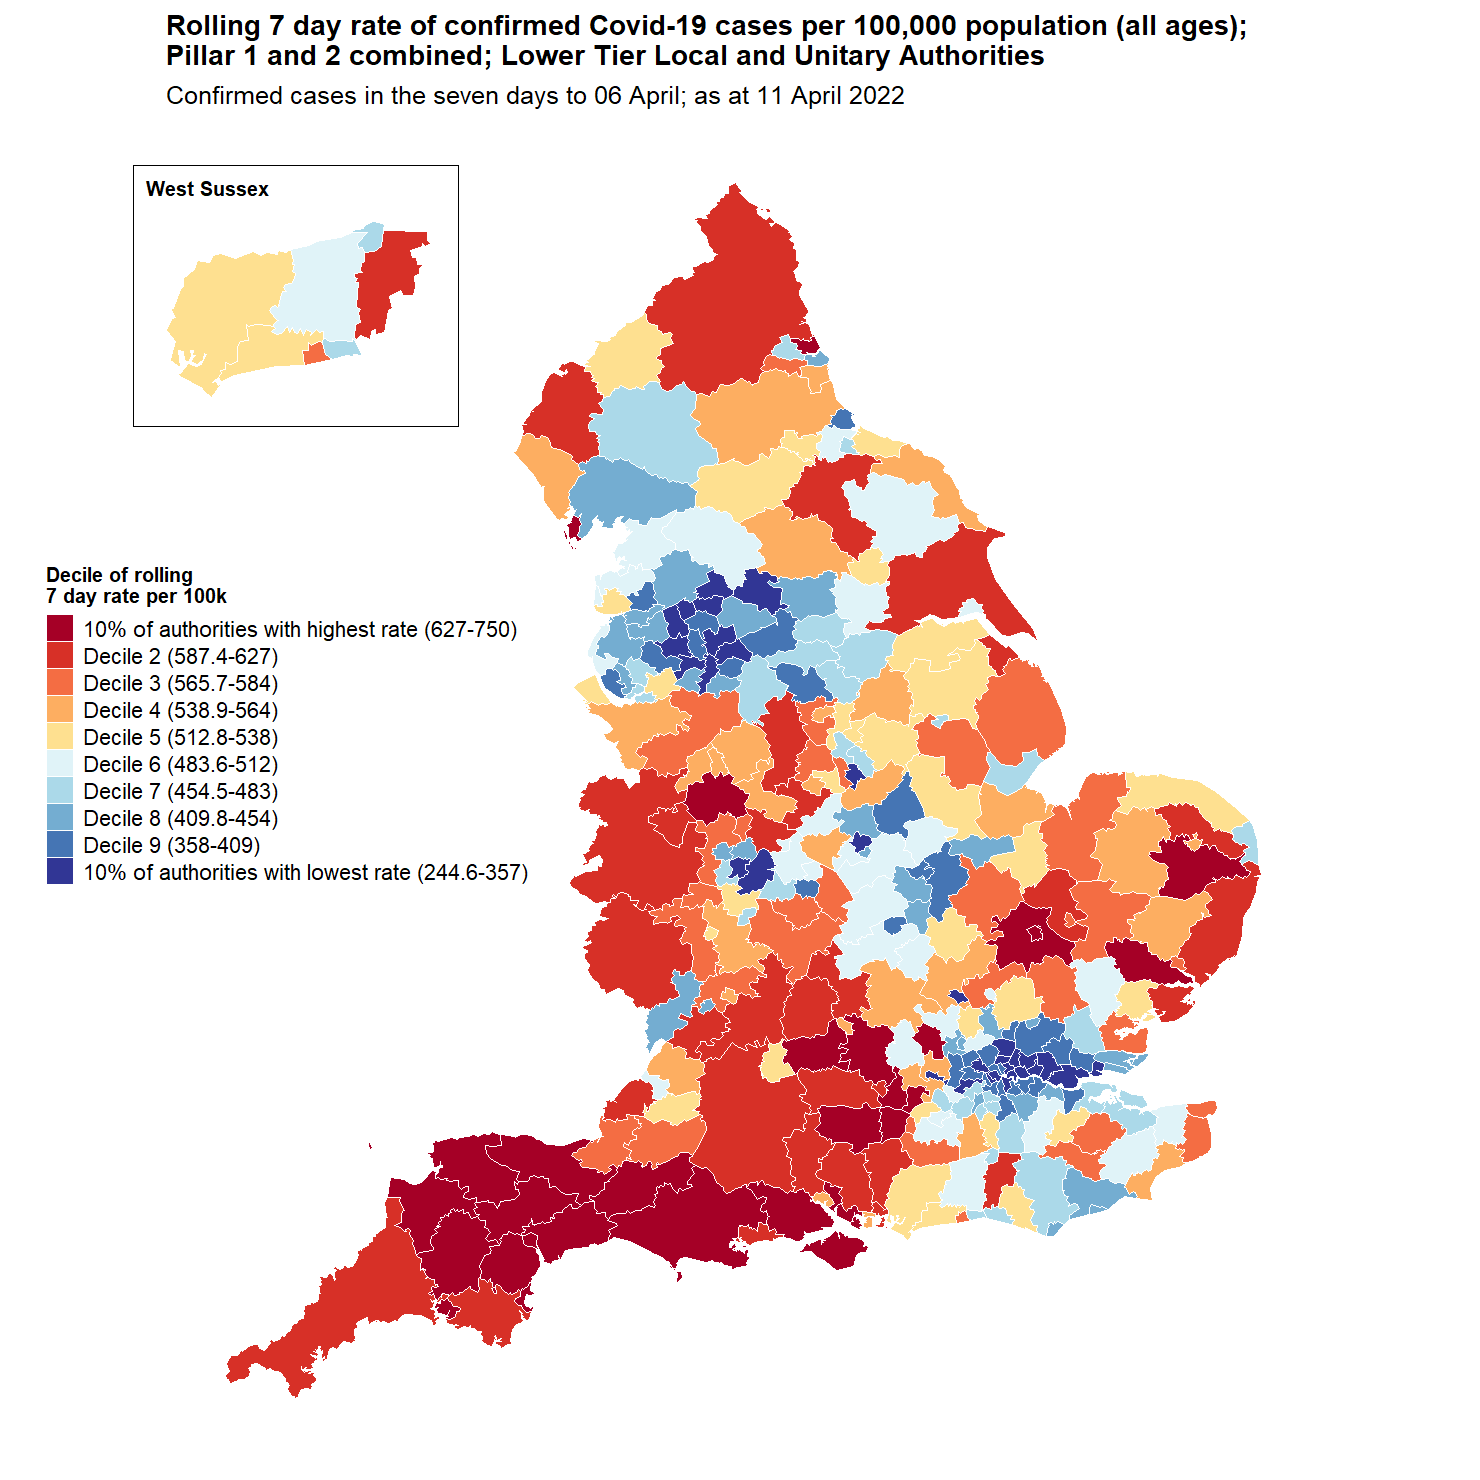 Rolling 7 day rate of confirmed Covid-19 cases per 100,000 population (all ages);
Pillar 1 and 2 combined; Lower Tier Local and Unitary Authorities
Confirmed cases in the seven days to 06 April; as at 11 April 2022
West Sussex
Decile of rolling
7 day rate per 100k
10% of authorities with highest rate (627-750)
Decile 2 (587.4-627)
Decile 3 (565.7-584)
Decile 4 (538.9-564)
Decile 5 (512.8-538)
Decile 6 (483.6-512)
Decile 7 (454.5-483)
Decile 8 (409.8-454)
Decile 9 (358-409)
10% of authorities with lowest rate (244.6-357)